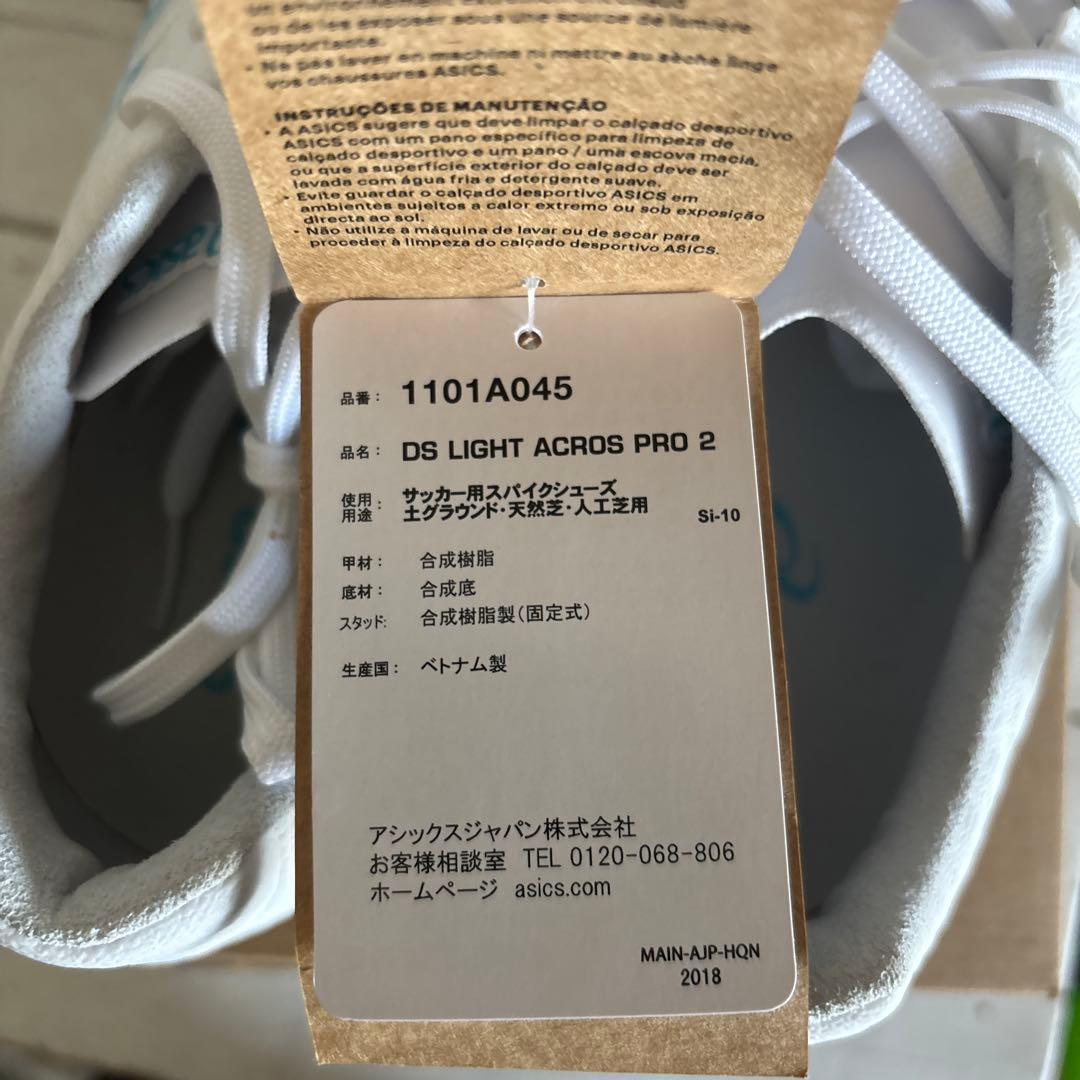 ou de les exposer sous une source de lumière
importante.
• Ne pas laver en machine ni mettre au sèche linge
vos chaussures ASICS.
INSTRUÇÕES DE MANUTENÇÃO
• A ASICS sugere que deve limpar o calçado desportivo
ASICS com um pano específico para limpeza de
calçado desportivo e um pano / uma escova macia,
ou que a superfície exterior do calçado deve ser
lavada com água fria e detergente suave.
• Evite guardar o calçado desportivo ASICS em
ambientes sujeitos a calor extremo ou sob exposição
directa ao sol.
• Não utilize a máquina de lavar ou de secar para
proceder à limpeza do calçado desportivo ASICS.
品番： 1101A045
品名： DS LIGHT ACROS PRO 2
使用用途： サッカー用スパイクシューズ
土グラウンド・天然芝・人工芝用 Si-10
甲材： 合成樹脂
底材： 合成底
スタッド: 合成樹脂製（固定式）
生産国： ベトナム製
アシックスジャパン株式会社
お客様相談室 TEL 0120-068-806
ホームページ asics.com
MAIN-AJP-HQN
2018